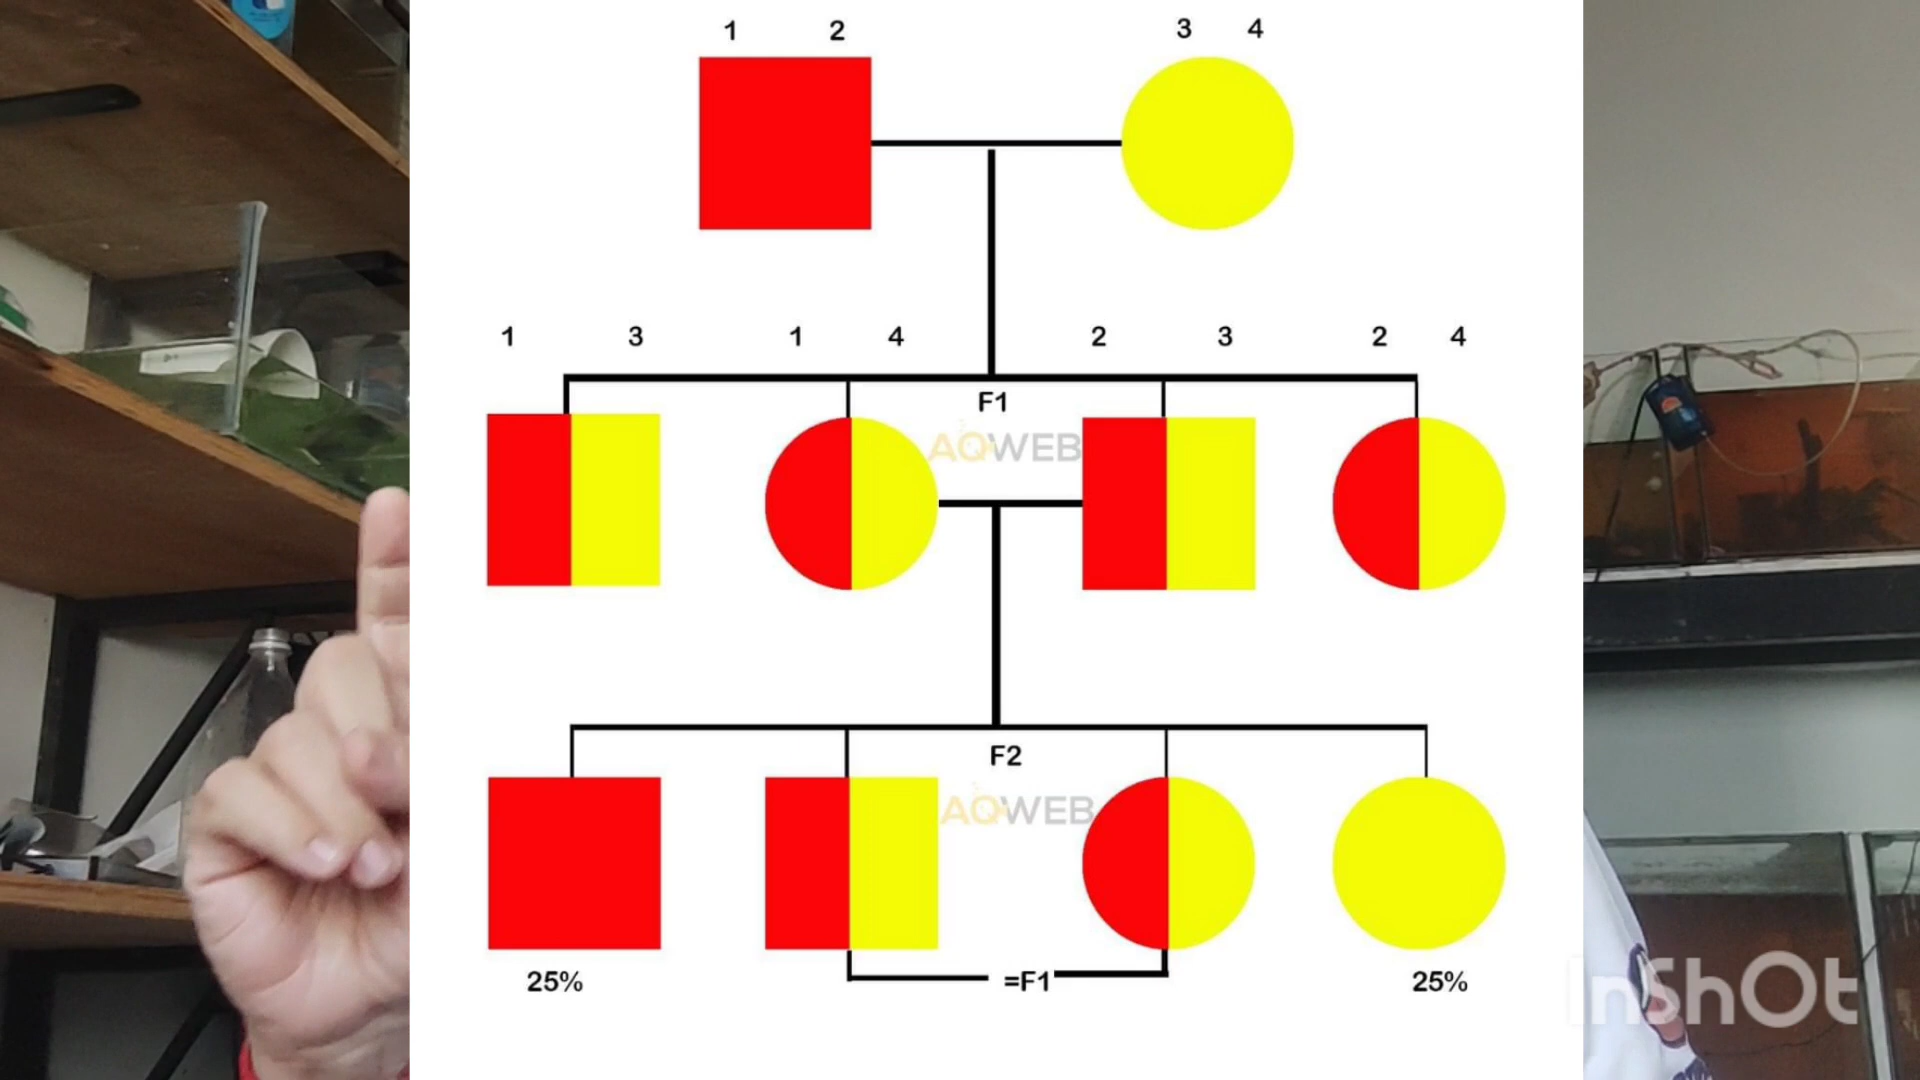 1 2 3 4
1 3 1 4 2 3 2 4
F1
AQWEB
F2
AQWEB
=F1
25% 25%
InShOt